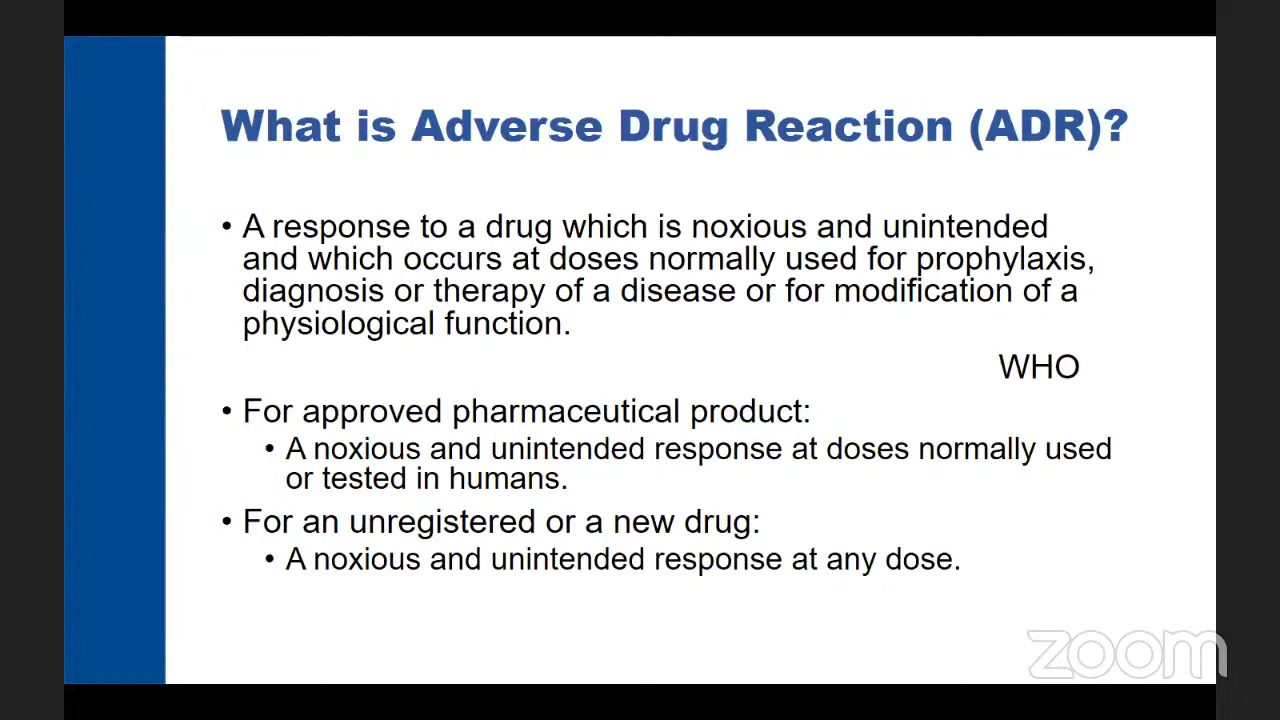 What is Adverse Drug Reaction (ADR)?
• A response to a drug which is noxious and unintended
and which occurs at doses normally used for prophylaxis,
diagnosis or therapy of a disease or for modification of a
physiological function.
WHO
• For approved pharmaceutical product:
• A noxious and unintended response at doses normally used
or tested in humans.
• For an unregistered or a new drug:
• A noxious and unintended response at any dose.
zoom